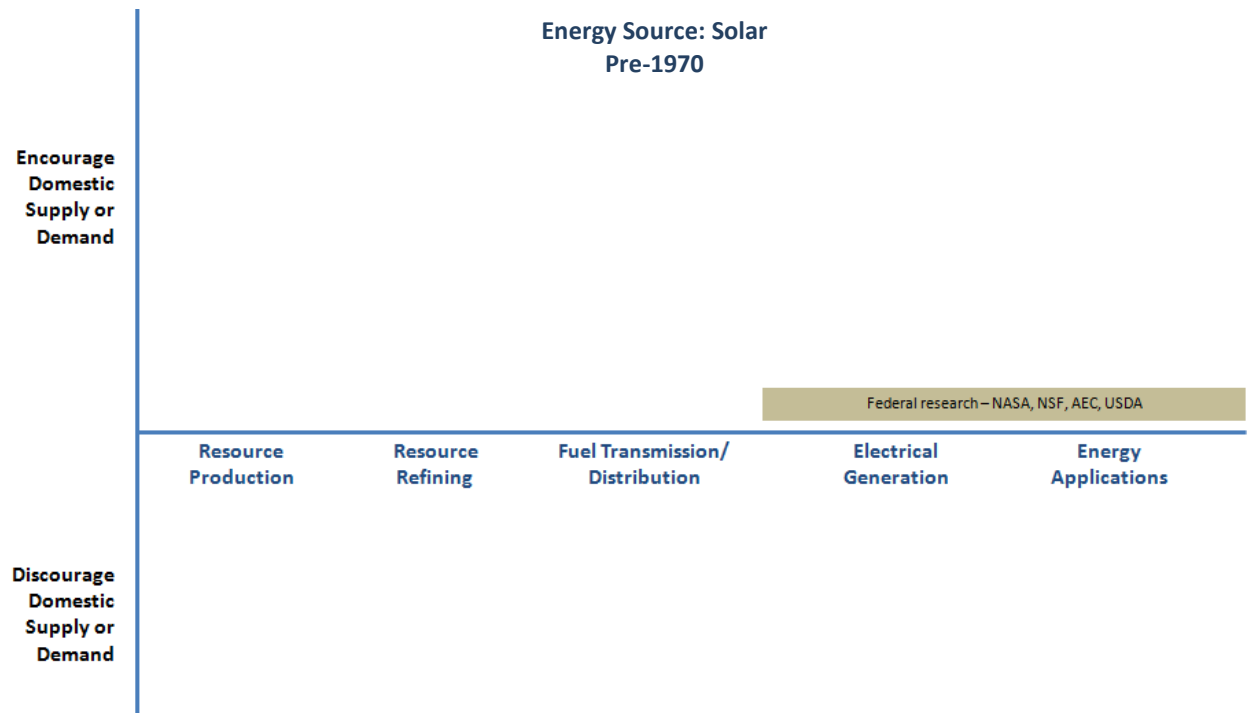 Energy Source: Solar
Pre-1970
Encourage
Domestic
Supply or
Demand
Federal research – NASA, NSF, AEC, USDA
Resource
Production
Resource
Refining
Fuel Transmission/
Distribution
Electrical
Generation
Energy
Applications
Discourage
Domestic
Supply or
Demand